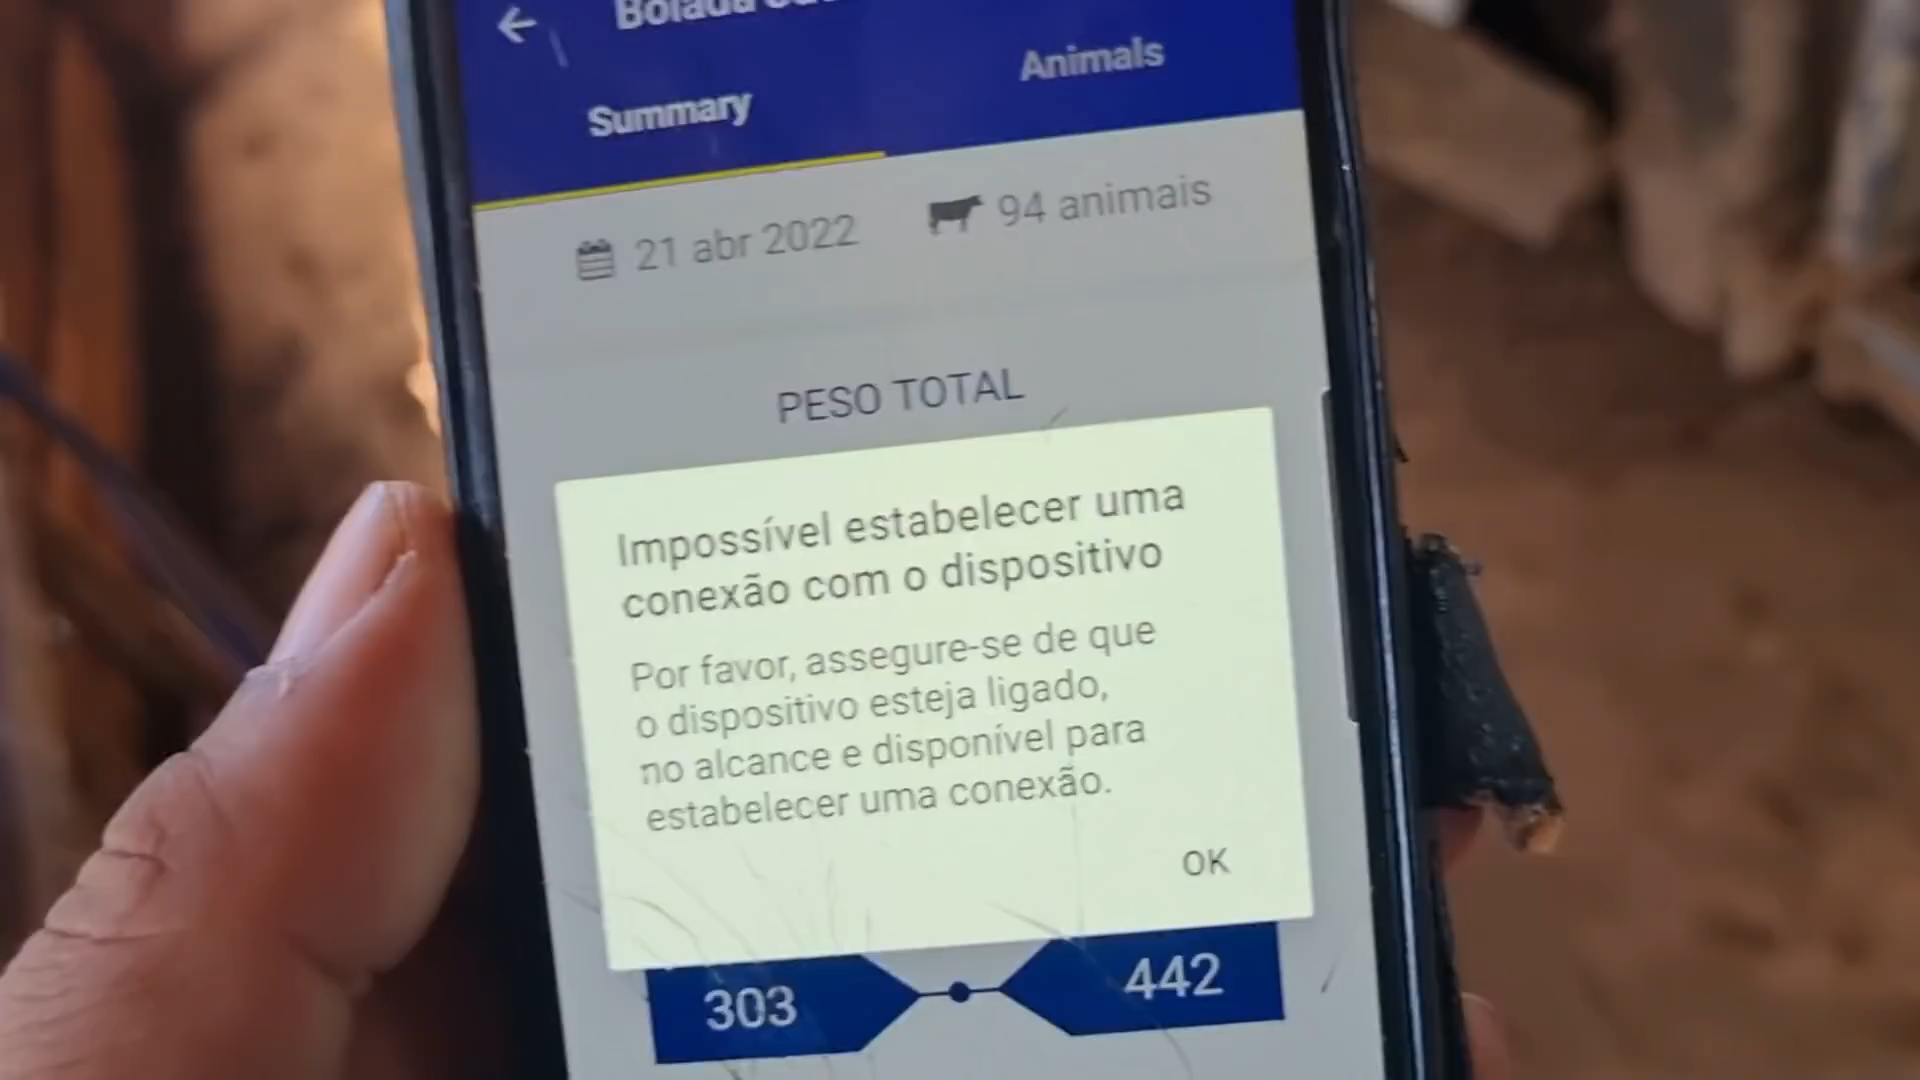 Summary
Animals
21 abr 2022
94 animais
PESO TOTAL
Impossível estabelecer uma
conexão com o dispositivo
Por favor, assegure-se de que
o dispositivo esteja ligado,
no alcance e disponível para
estabelecer uma conexão.
OK
303
442